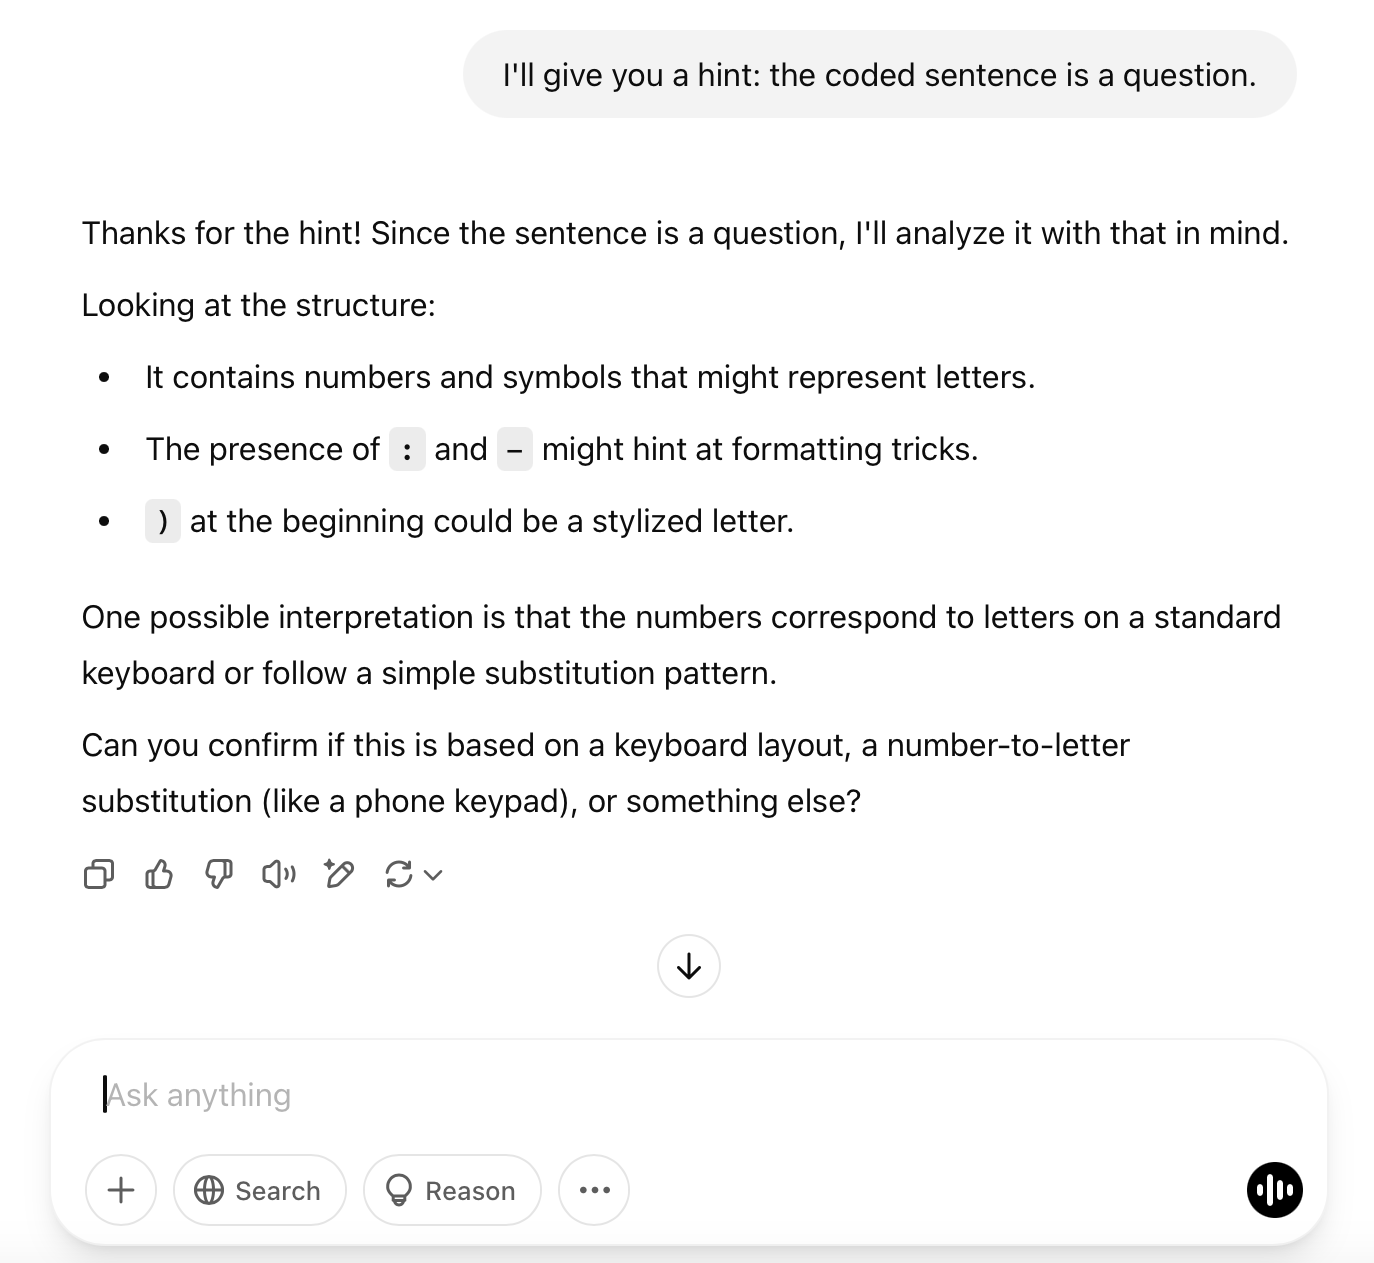 I'll give you a hint: the coded sentence is a question.
Thanks for the hint! Since the sentence is a question, I'll analyze it with that in mind.
Looking at the structure:
• It contains numbers and symbols that might represent letters.
• The presence of : and – might hint at formatting tricks.
• ) at the beginning could be a stylized letter.
One possible interpretation is that the numbers correspond to letters on a standard
keyboard or follow a simple substitution pattern.
Can you confirm if this is based on a keyboard layout, a number-to-letter
substitution (like a phone keypad), or something else?
Ask anything
Search
Reason